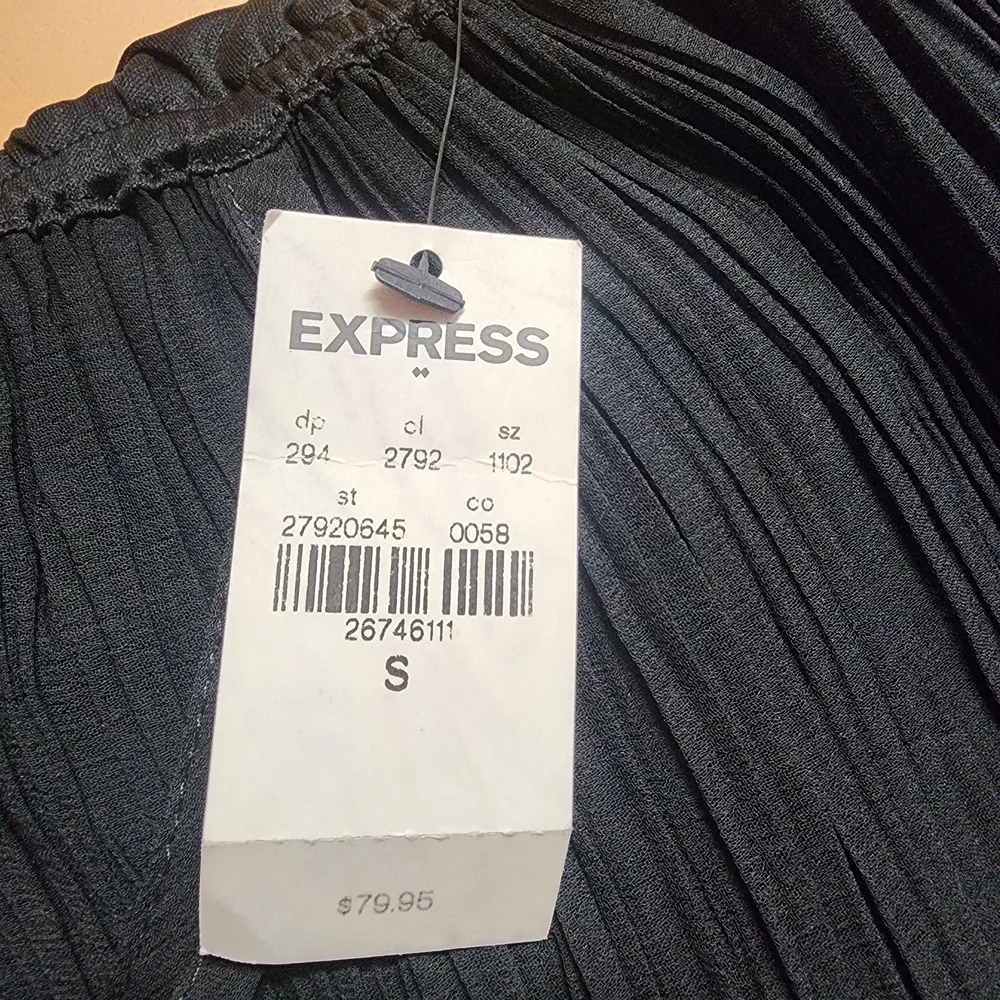 EXPRESS
dp cl sz
294 2792 1102
st co
27920645 0058
26746111
S
$79.95